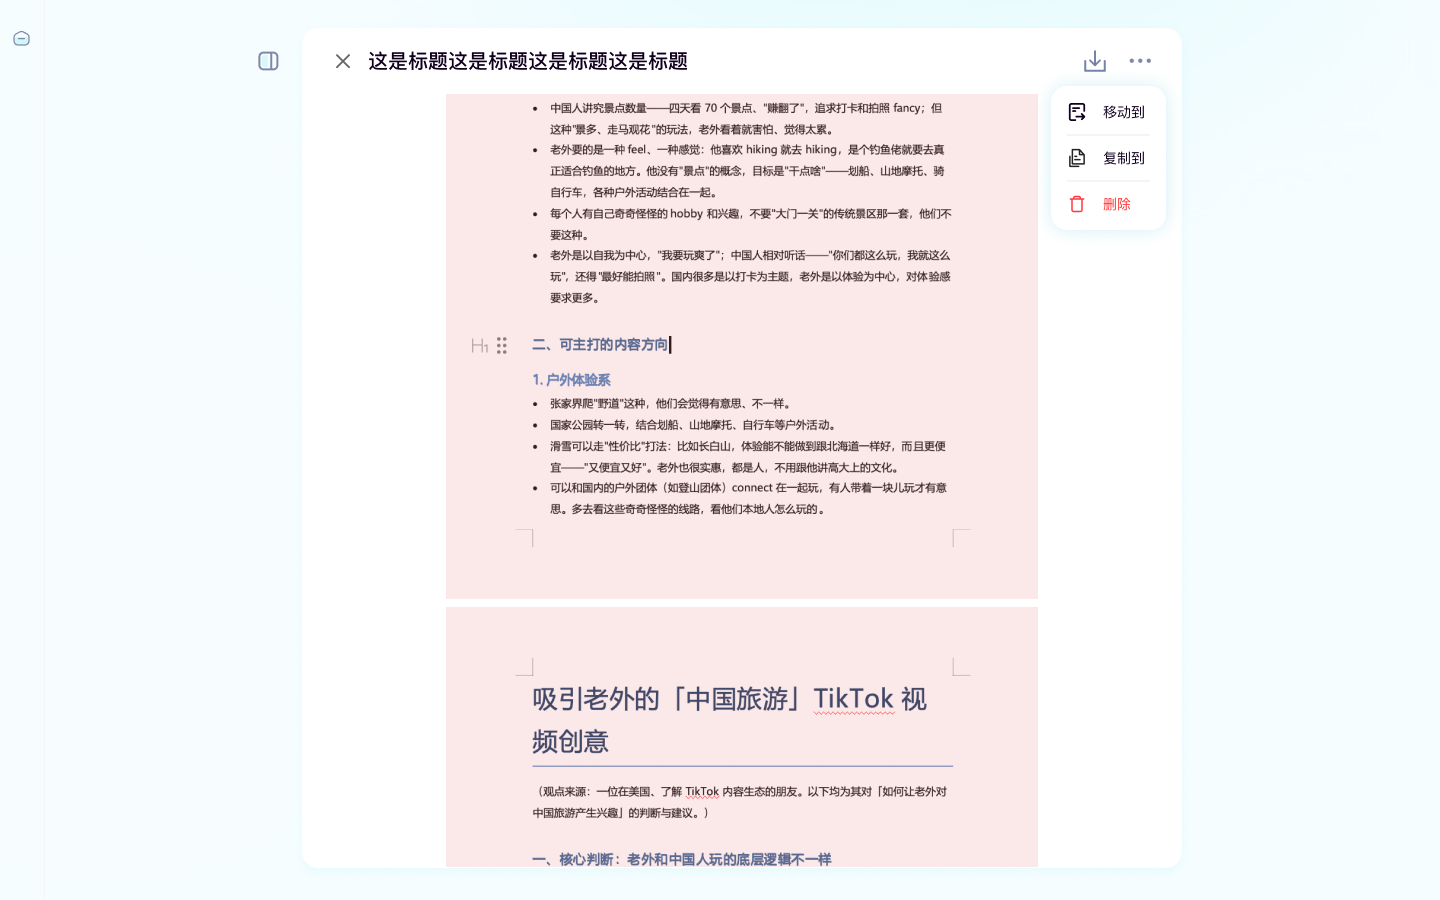 这是标题这是标题这是标题这是标题
移动到
复制到
删除
• 中国人讲究景点数量——四天看 70 个景点、"赚翻了"，追求打卡和拍照 fancy；但
这种"景多、走马观花"的玩法，老外看着就害怕、觉得太累。
• 老外要的是一种 feel、一种感觉：他喜欢 hiking 就去 hiking，是个钓鱼佬就要去真
正适合钓鱼的地方。他没有"景点"的概念，目标是"干点啥"——划船、山地摩托、骑
自行车，各种户外活动结合在一起。
• 每个人有自己奇奇怪怪的 hobby 和兴趣，不要"大门一关"的传统景区那一套，他们不
要这种。
• 老外是以自我为中心，"我要玩爽了"；中国人相对听话——"你们都这么玩，我就这么
玩"，还得"最好能拍照"。国内很多是以打卡为主题，老外是以体验为中心，对体验感
要求更多。
H1
二、可主打的内容方向
1. 户外体验系
• 张家界爬"野道"这种，他们会觉得有意思、不一样。
• 国家公园转一转，结合划船、山地摩托、自行车等户外活动。
• 滑雪可以走"性价比"打法：比如长白山，体验能不能做到跟北海道一样好，而且更便
宜——"又便宜又好"。老外也很实惠，都是人，不用跟他讲高大上的文化。
• 可以和国内的户外团体（如登山团体）connect 在一起玩，有人带着一块儿玩才有意
思。多去看这些奇奇怪怪的线路，看他们本地人怎么玩的。
吸引老外的「中国旅游」TikTok 视
频创意
（观点来源：一位在美国、了解 TikTok 内容生态的朋友。以下均为其对「如何让老外对
中国旅游产生兴趣」的判断与建议。）
一、核心判断：老外和中国人玩的底层逻辑不一样